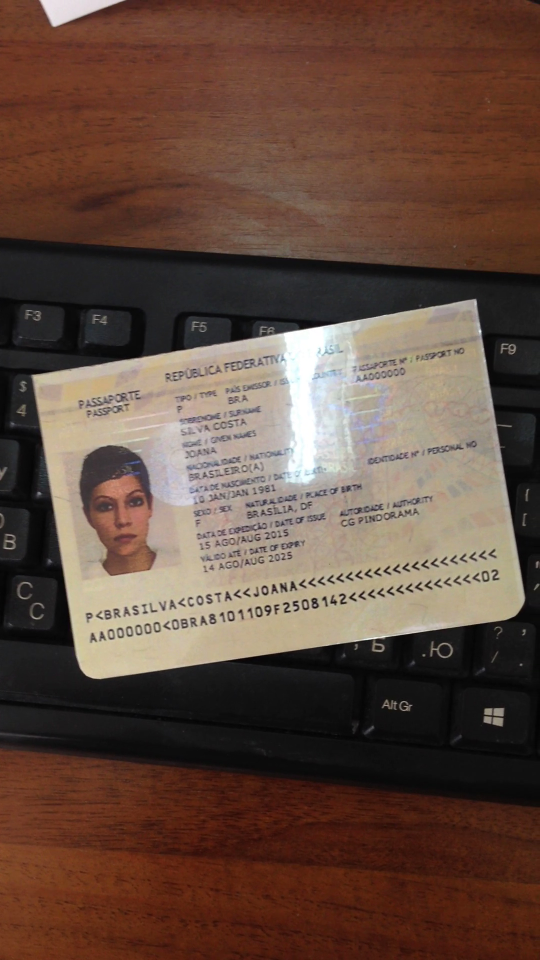 F3
F4
F5
F6
F9
$
4
REPÚBLICA FEDERATIVA BRASIL
PASSAPORTE
PASSPORT
TIPO / TYPE PAÍS EMISSOR / COUNTRY PASSAPORTE Nº / PASSPORT NO
P BRA AA000000
SOBRENOME / SURNAME
SILVA COSTA
NOME / GIVEN NAMES
JOANA
NACIONALIDADE / NATIONALITY
BRASILEIRO(A)
DATA DE NASCIMENTO / DATE OF BIRTH IDENTIDADE Nº / PERSONAL NO
10 JAN/JAN 1981
SEXO / SEX NATURALIDADE / PLACE OF BIRTH
F BRASÍLIA, DF
DATA DE EXPEDIÇÃO / DATE OF ISSUE AUTORIDADE / AUTHORITY
15 AGO/AUG 2015 CG PINDORAMA
VÁLIDO ATÉ / DATE OF EXPIRY
14 AGO/AUG 2025
P<BRASILVA<COSTA<<JOANA<<<<<<<<<<<<<<<<<<<<<
AA000000<0BRA8101109F2508142<<<<<<<<<<<<<<02
B
C
С
Б
Ю
?
/
Alt Gr